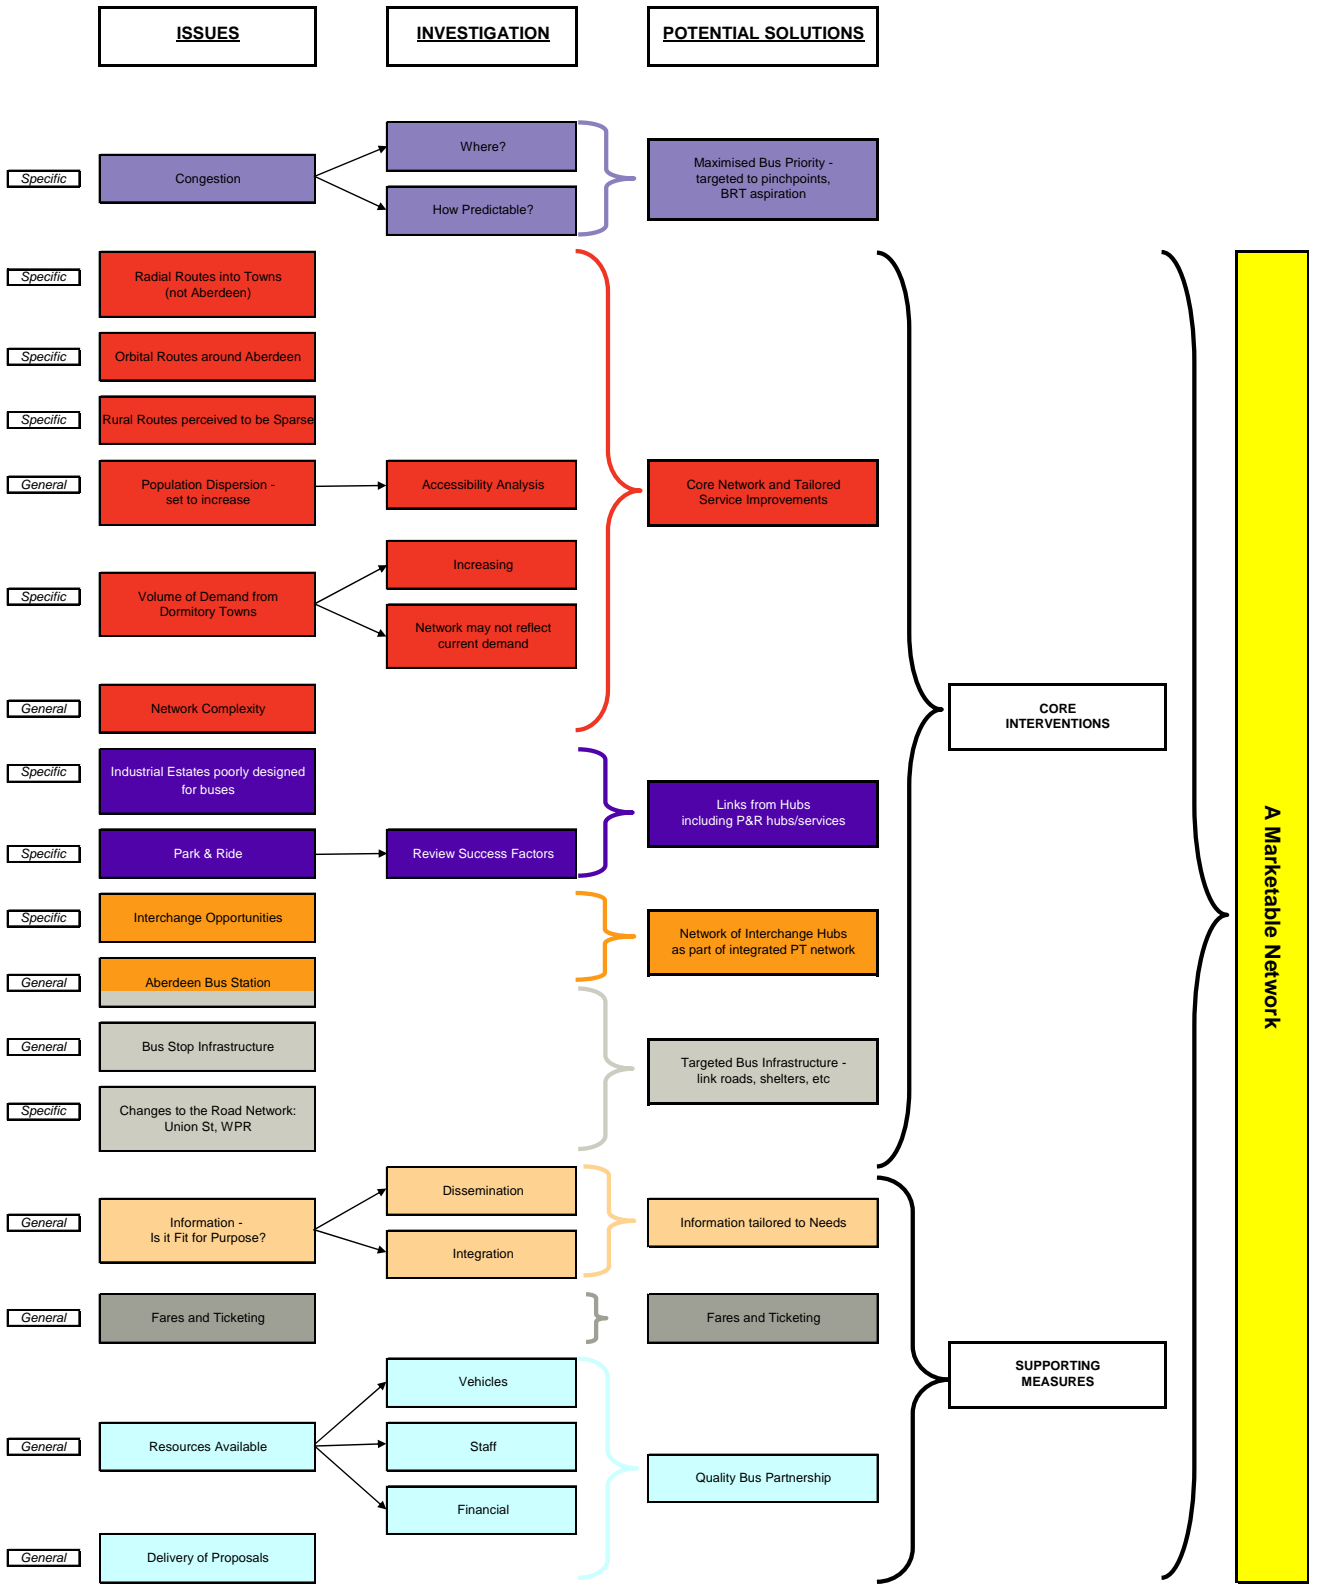 ISSUES
INVESTIGATION
POTENTIAL SOLUTIONS
Specific
Congestion
Where?
How Predictable?
Maximised Bus Priority -
targeted to pinchpoints,
BRT aspiration
Specific
Radial Routes into Towns
(not Aberdeen)
Specific
Orbital Routes around Aberdeen
Specific
Rural Routes perceived to be Sparse
General
Population Dispersion -
set to increase
Accessibility Analysis
Core Network and Tailored
Service Improvements
Specific
Volume of Demand from
Dormitory Towns
Increasing
Network may not reflect
current demand
General
Network Complexity
CORE
INTERVENTIONS
Specific
Industrial Estates poorly designed
for buses
Links from Hubs
including P&R hubs/services
Specific
Park & Ride
Review Success Factors
A Marketable Network
Specific
Interchange Opportunities
Network of Interchange Hubs
as part of integrated PT network
General
Aberdeen Bus Station
General
Bus Stop Infrastructure
Targeted Bus Infrastructure -
link roads, shelters, etc
Specific
Changes to the Road Network:
Union St, WPR
General
Information -
Is it Fit for Purpose?
Dissemination
Integration
Information tailored to Needs
General
Fares and Ticketing
Fares and Ticketing
SUPPORTING
MEASURES
General
Resources Available
Vehicles
Staff
Financial
Quality Bus Partnership
General
Delivery of Proposals